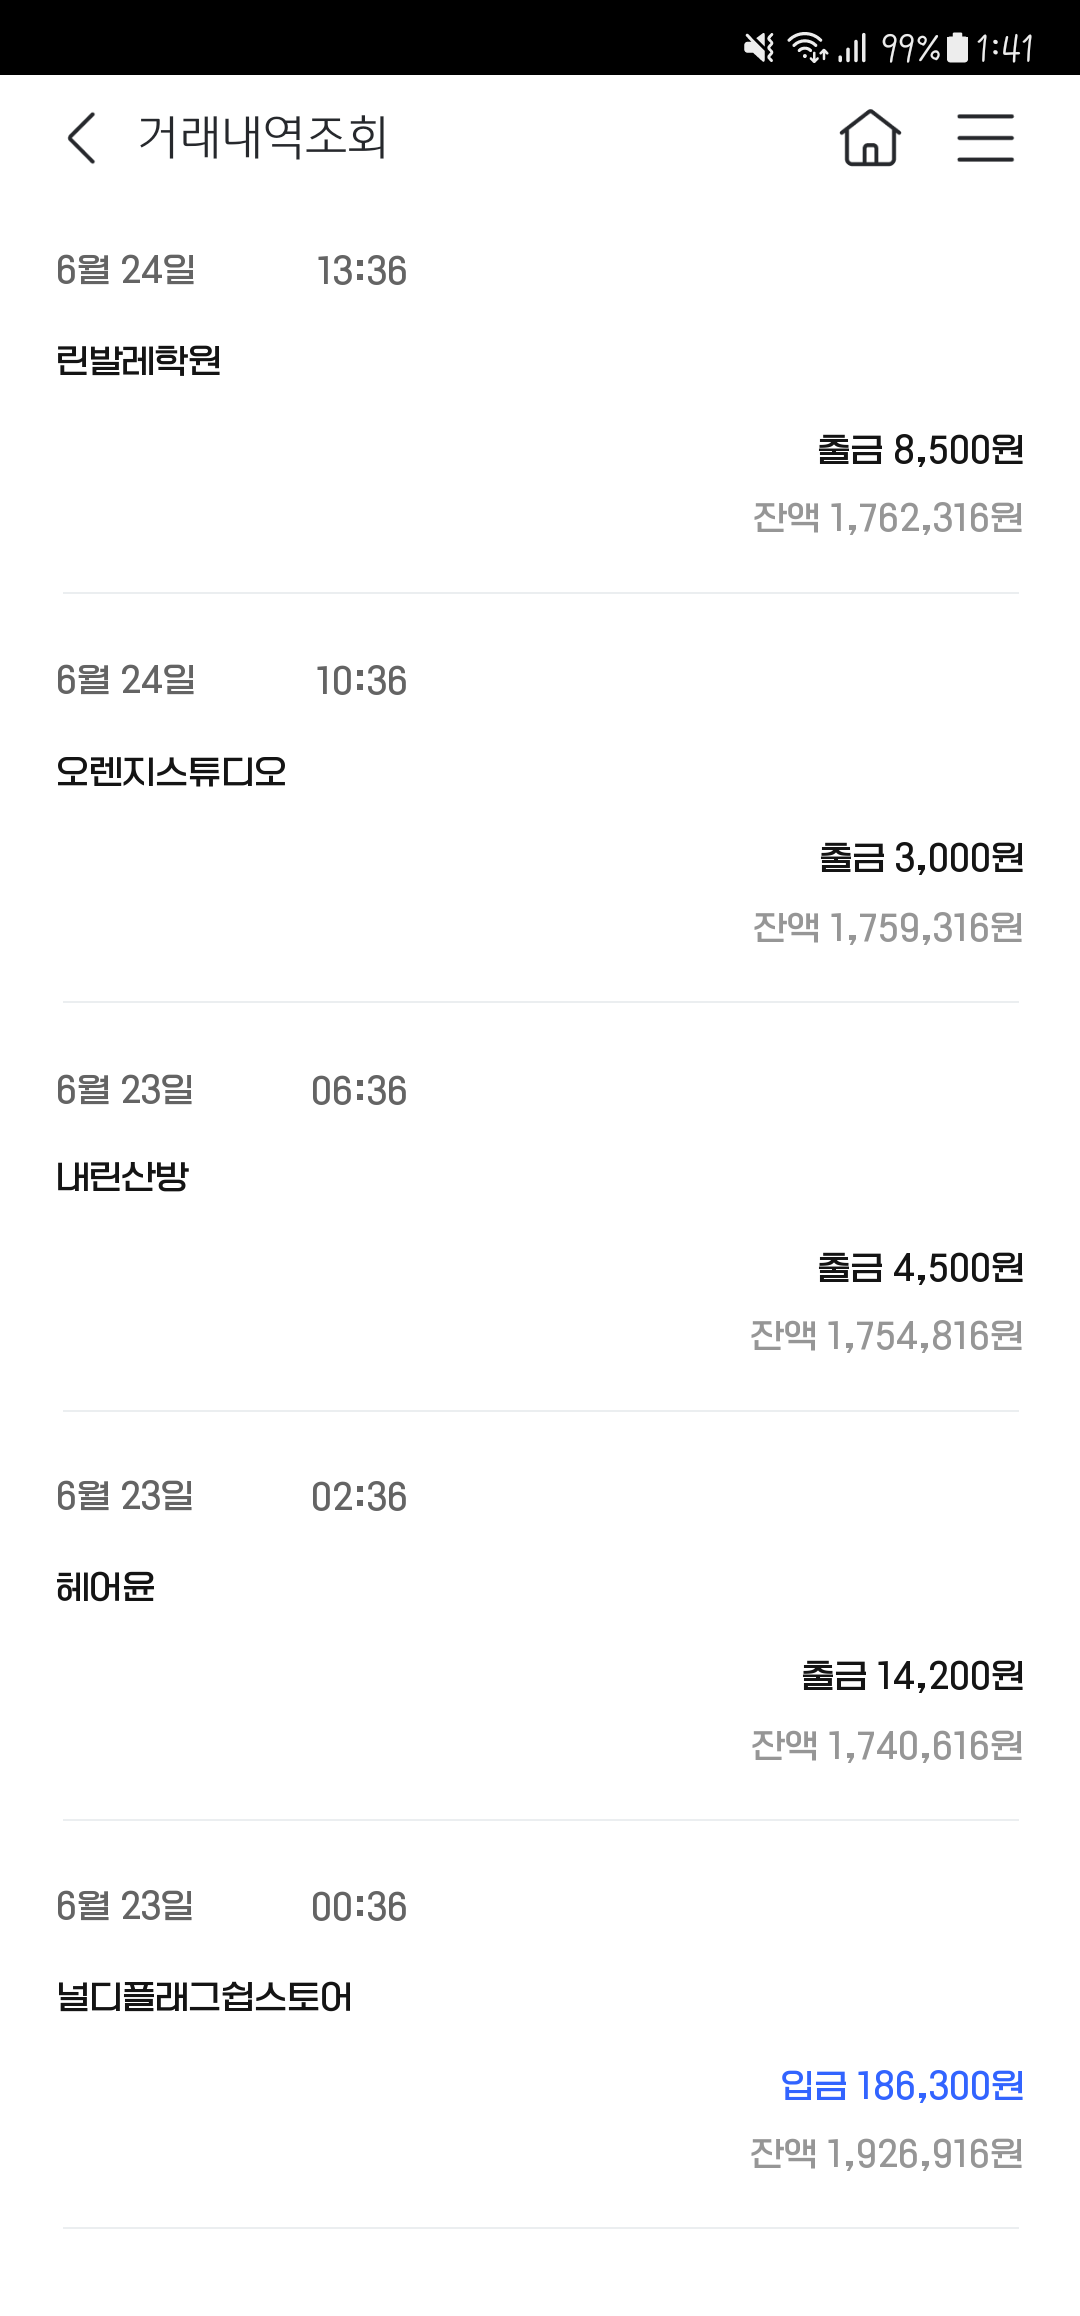 99% 1:41
거래내역조회
6월 24일 13:36
린발레학원
출금 8,500원
잔액 1,762,316원
6월 24일 10:36
오렌지스튜디오
출금 3,000원
잔액 1,759,316원
6월 23일 06:36
내린산방
출금 4,500원
잔액 1,754,816원
6월 23일 02:36
헤어윤
출금 14,200원
잔액 1,740,616원
6월 23일 00:36
널디플래그쉽스토어
입금 186,300원
잔액 1,926,916원